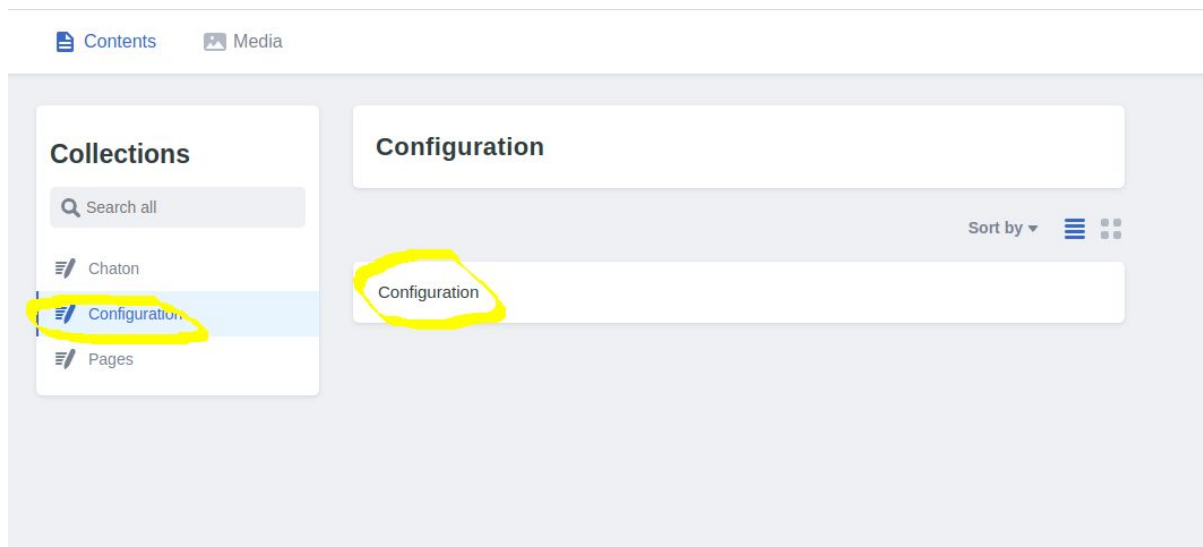 Contents Media
Collections
Search all
Chaton
Configuration
Pages
Configuration
Sort by
Configuration